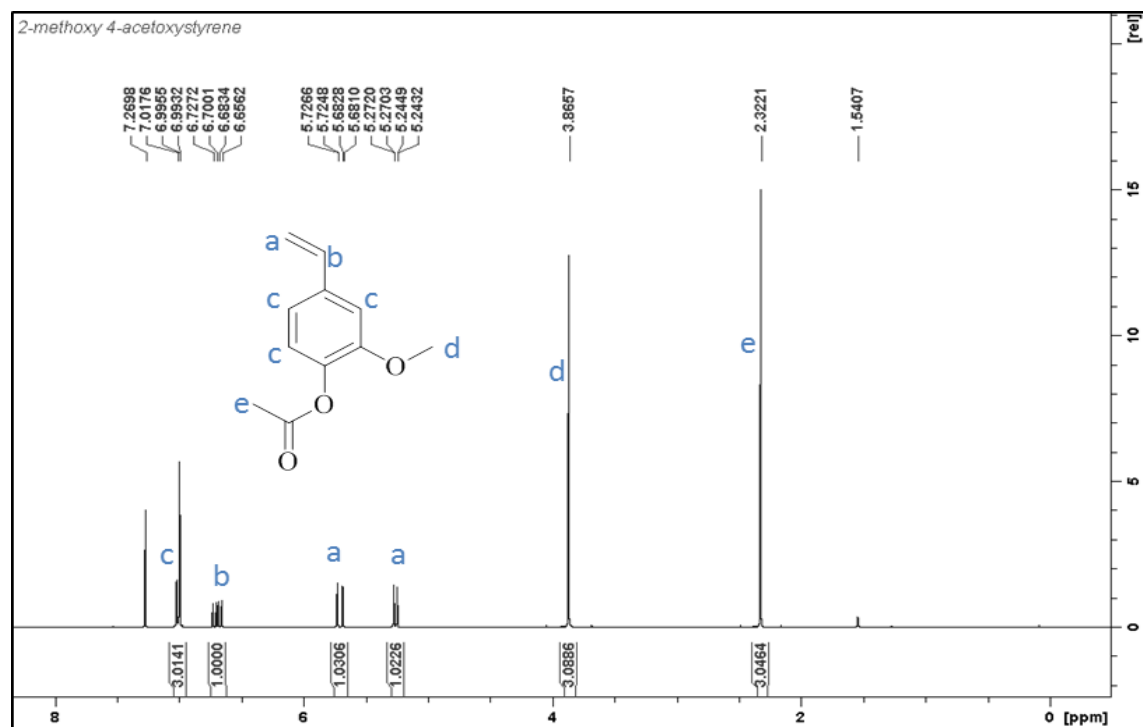 2-methoxy 4-acetoxystyrene
[rel]
7.2698
7.0176
6.9955
6.9932
6.7272
6.7001
6.6834
6.6562
5.7266
5.7248
5.6828
5.6810
5.2720
5.2703
5.2449
5.2432
3.8657
2.3221
1.5407
15
10
5
0
a
b
c
c
c
d
O
e
O
O
c
b
a
a
d
e
3.0141
1.0000
1.0306
1.0226
3.0886
3.0464
8 6 4 2 0 [ppm]